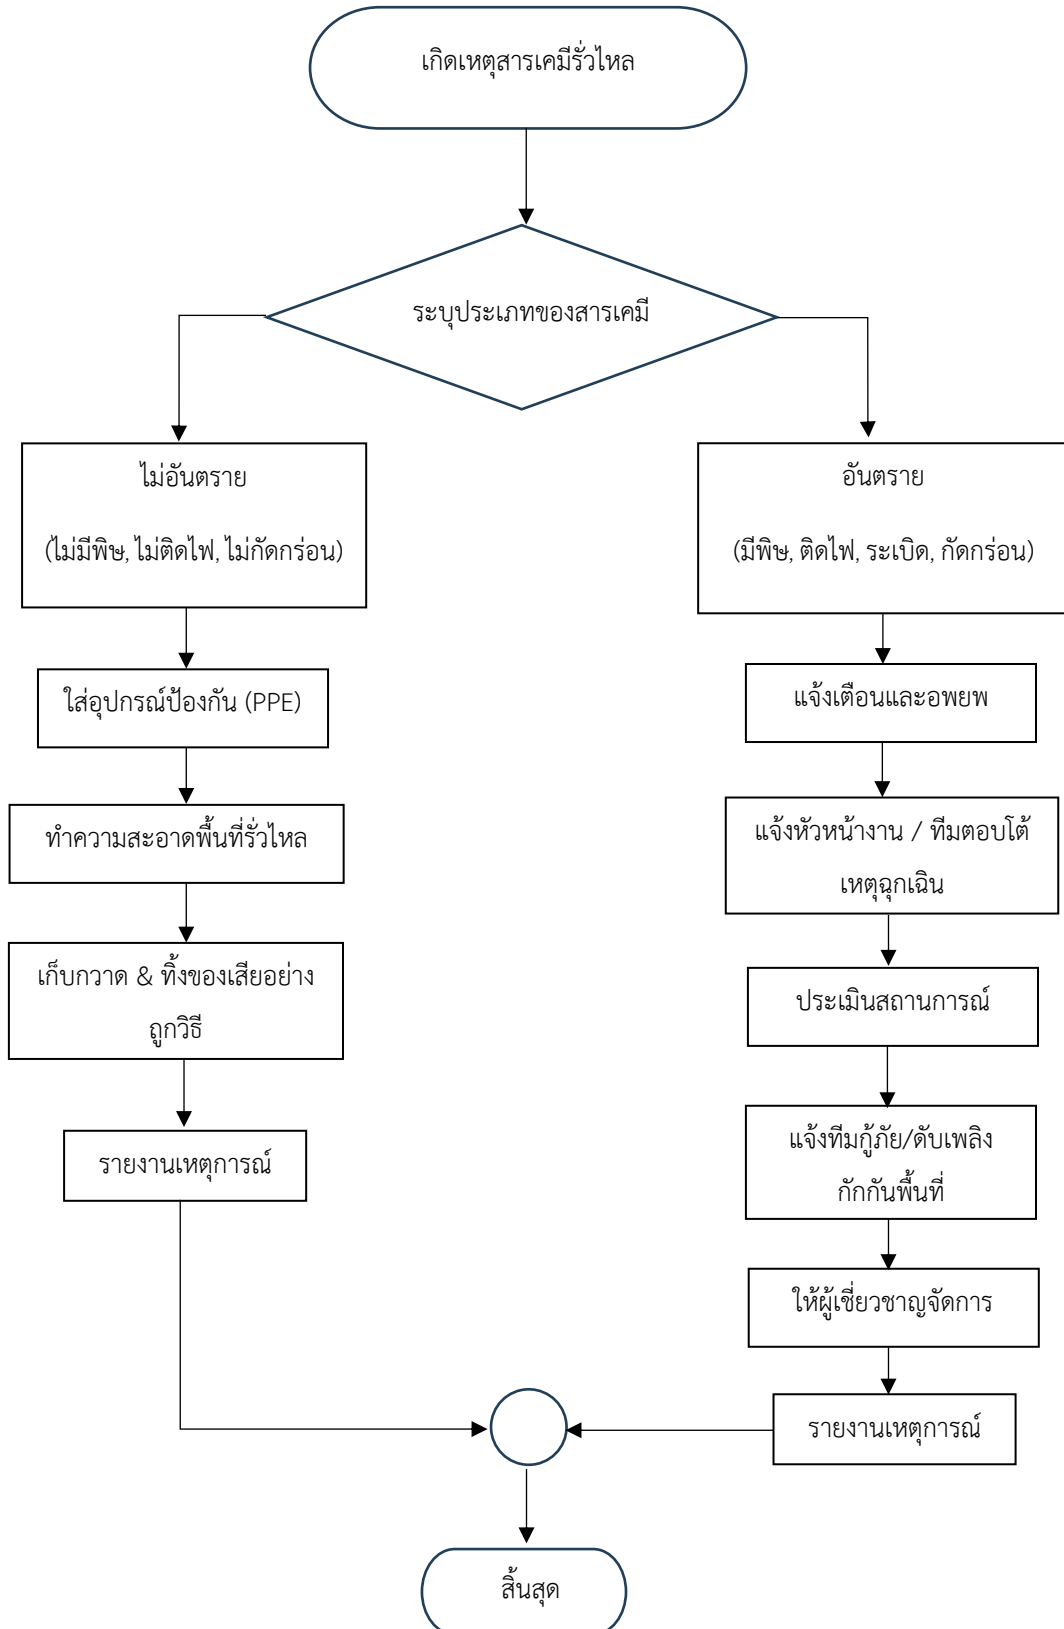 เกิดเหตุสารเคมีรั่วไหล
ระบุประเภทของสารเคมี
ไม่อันตราย
(ไม่มีพิษ, ไม่ติดไฟ, ไม่กัดกร่อน)
ใส่อุปกรณ์ป้องกัน (PPE)
ทำความสะอาดพื้นที่รั่วไหล
เก็บกวาด & ทิ้งของเสียอย่าง
ถูกวิธี
รายงานเหตุการณ์
อันตราย
(มีพิษ, ติดไฟ, ระเบิด, กัดกร่อน)
แจ้งเตือนและอพยพ
แจ้งหัวหน้างาน / ทีมตอบโต้
เหตุฉุกเฉิน
ประเมินสถานการณ์
แจ้งทีมกู้ภัย/ดับเพลิง
กักกันพื้นที่
ให้ผู้เชี่ยวชาญจัดการ
รายงานเหตุการณ์
สิ้นสุด